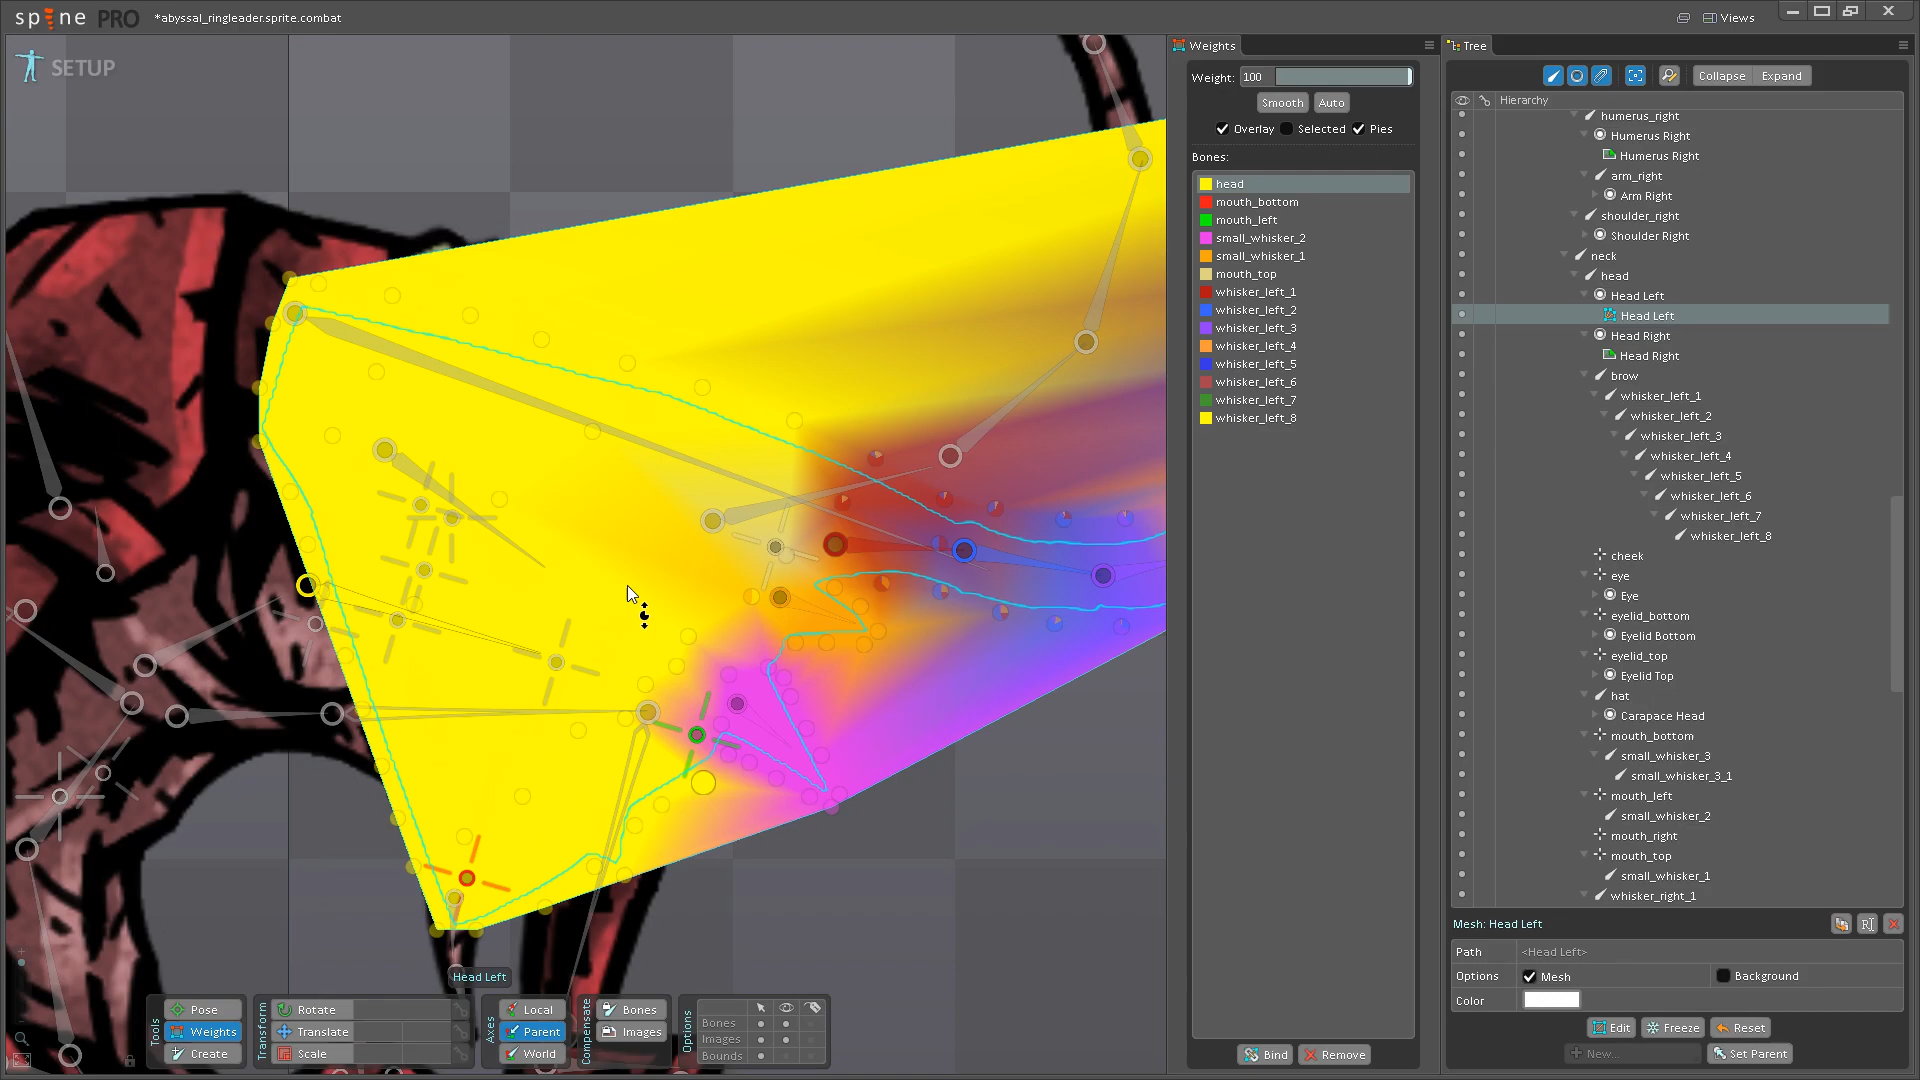 spine PRO *abyssal_ringleader.sprite.combat Views
SETUP
Weights
Weight: 100
Smooth Auto
Overlay Selected Pies
Bones:
head
mouth_bottom
mouth_left
small_whisker_2
small_whisker_1
mouth_top
whisker_left_1
whisker_left_2
whisker_left_3
whisker_left_4
whisker_left_5
whisker_left_6
whisker_left_7
whisker_left_8
Bind Remove
Tree
Collapse Expand
Hierarchy
humerus_right
Humerus Right
Humerus Right
arm_right
Arm Right
shoulder_right
Shoulder Right
neck
head
Head Left
Head Left
Head Right
Head Right
brow
whisker_left_1
whisker_left_2
whisker_left_3
whisker_left_4
whisker_left_5
whisker_left_6
whisker_left_7
whisker_left_8
cheek
eye
Eye
eyelid_bottom
Eyelid Bottom
eyelid_top
Eyelid Top
hat
Carapace Head
mouth_bottom
small_whisker_3
small_whisker_3_1
mouth_left
small_whisker_2
mouth_right
mouth_top
small_whisker_1
whisker_right_1
Mesh: Head Left
Path <Head Left>
Options Mesh Background
Color
Edit Freeze Reset
New... Set Parent
Head Left
Tools
Pose
Weights
Create
Transform
Rotate
Translate
Scale
Axes
Local
Parent
World
Compensate
Bones
Images
Options
Bones
Images
Bounds